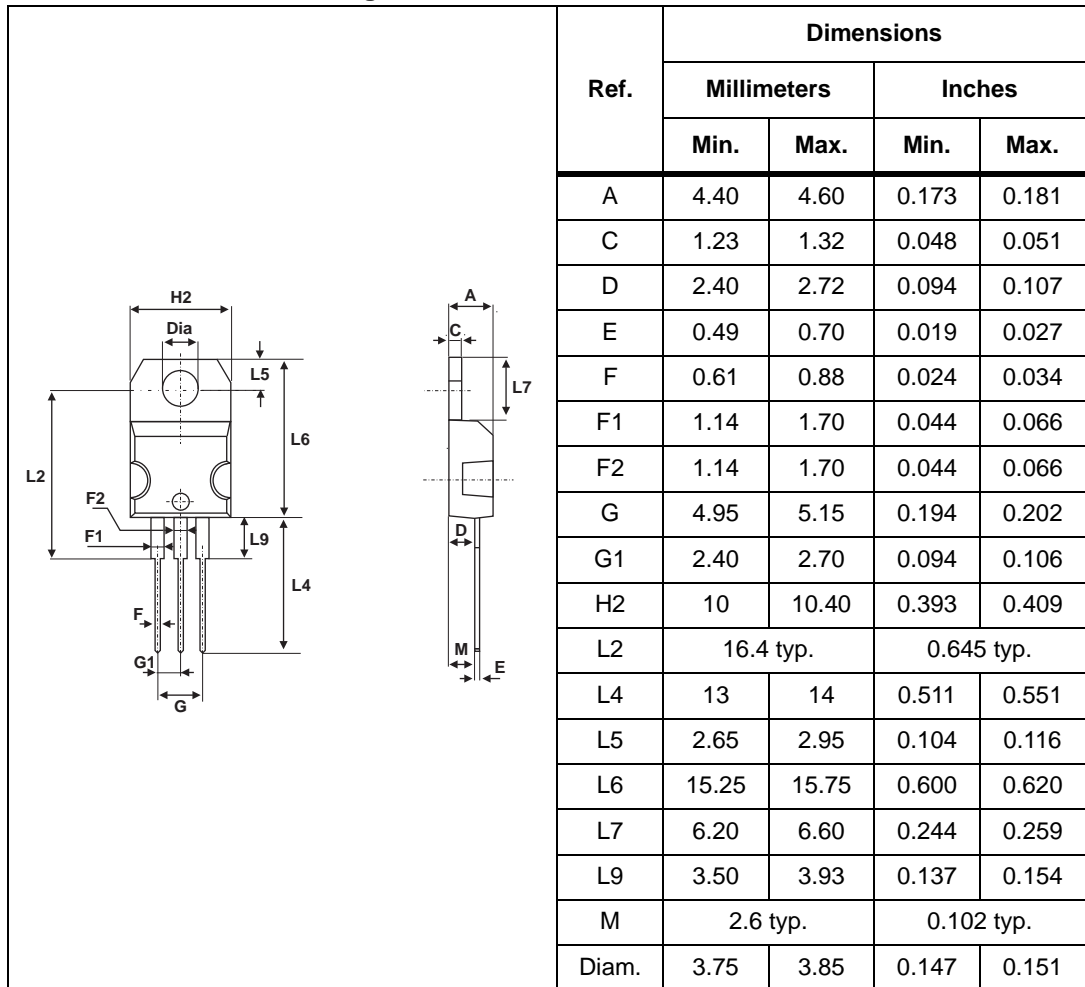 H2
Dia
L5
L6
L2
F2
F1
L9
L4
F
G1
G
A
C
L7
D
M
E
Ref. Dimensions
Millimeters Inches
Min. Max. Min. Max.
A 4.40 4.60 0.173 0.181
C 1.23 1.32 0.048 0.051
D 2.40 2.72 0.094 0.107
E 0.49 0.70 0.019 0.027
F 0.61 0.88 0.024 0.034
F1 1.14 1.70 0.044 0.066
F2 1.14 1.70 0.044 0.066
G 4.95 5.15 0.194 0.202
G1 2.40 2.70 0.094 0.106
H2 10 10.40 0.393 0.409
L2 16.4 typ. 0.645 typ.
L4 13 14 0.511 0.551
L5 2.65 2.95 0.104 0.116
L6 15.25 15.75 0.600 0.620
L7 6.20 6.60 0.244 0.259
L9 3.50 3.93 0.137 0.154
M 2.6 typ. 0.102 typ.
Diam. 3.75 3.85 0.147 0.151